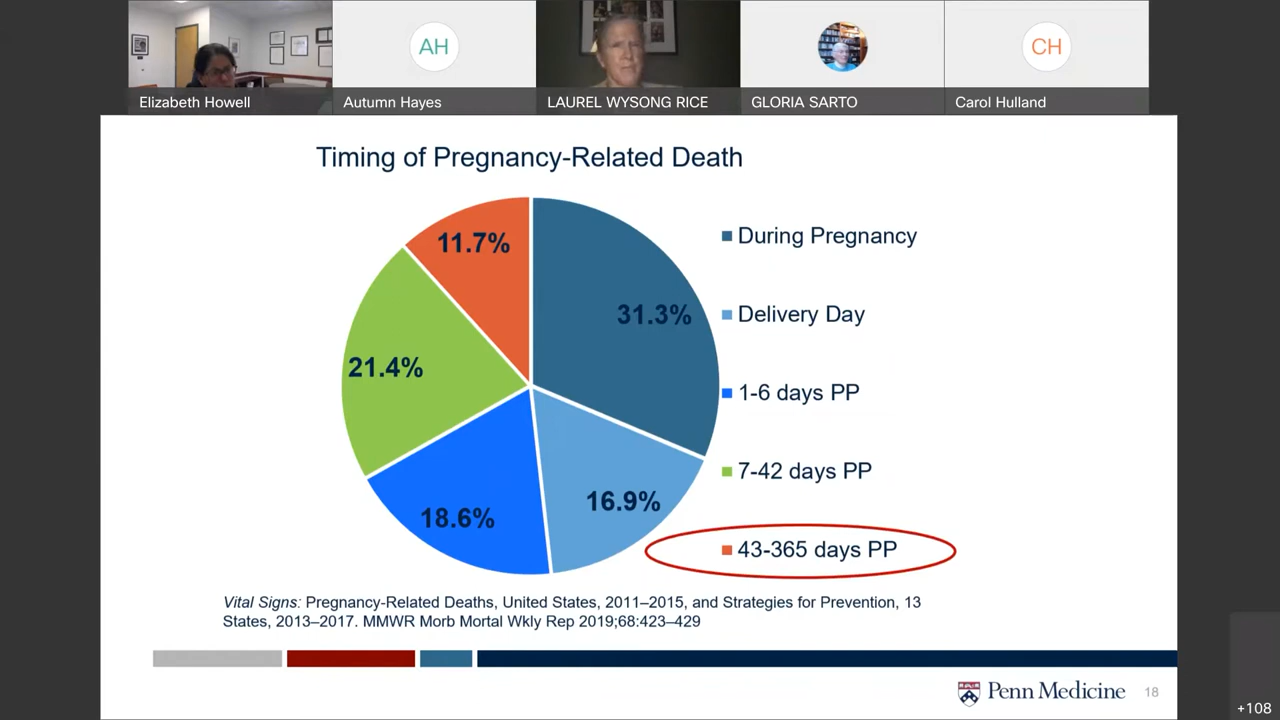 AH
CH
Elizabeth Howell
Autumn Hayes
LAUREL WYSONG RICE
GLORIA SARTO
Carol Hulland
Timing of Pregnancy-Related Death
11.7%
During Pregnancy
31.3%
Delivery Day
21.4%
1-6 days PP
7-42 days PP
16.9%
18.6%
43-365 days PP
Vital Signs: Pregnancy-Related Deaths, United States, 2011–2015, and Strategies for Prevention, 13
States, 2013–2017. MMWR Morb Mortal Wkly Rep 2019;68:423–429
Penn Medicine
18
+108